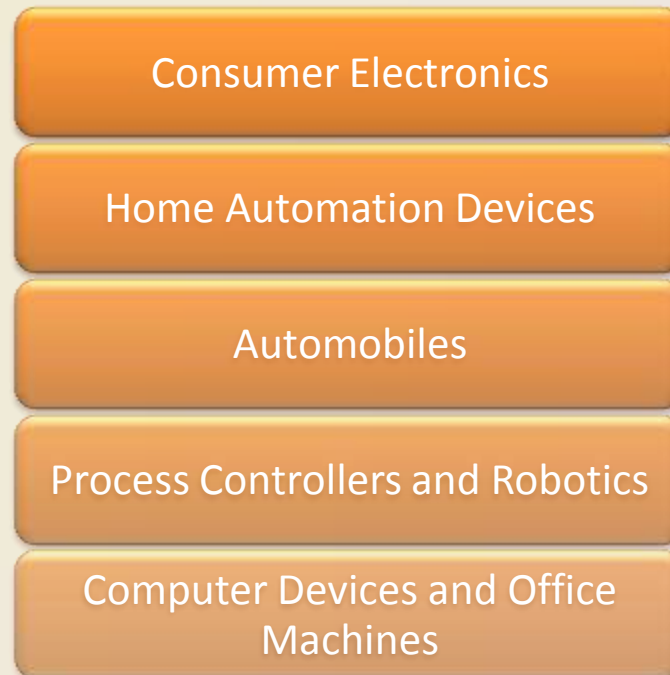 Consumer Electronics
Home Automation Devices
Automobiles
Process Controllers and Robotics
Computer Devices and Office
Machines